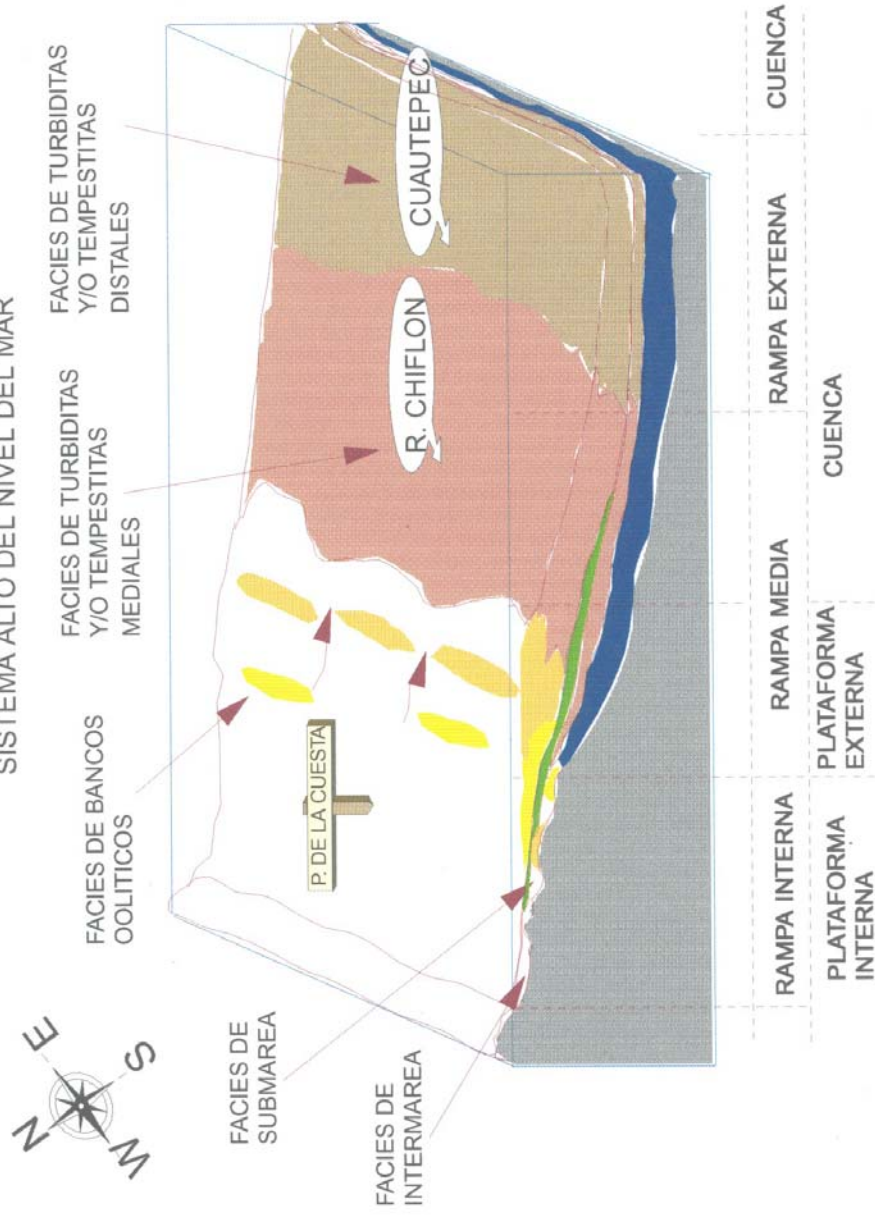 SISTEMA ALTO DEL NIVEL DEL MAR
FACIES DE BANCOS
OOLITICOS
FACIES DE TURBIDITAS
Y/O TEMPESTITAS
MEDIALES
FACIES DE TURBIDITAS
Y/O TEMPESTITAS
DISTALES
N
E
S
W
FACIES DE
SUBMAREA
FACIES DE
INTERMAREA
P. DE LA CUESTA
R. CHIFLON
CUAUTEPEC
RAMPA INTERNA
RAMPA MEDIA
RAMPA EXTERNA
CUENCA
PLATAFORMA
INTERNA
PLATAFORMA
EXTERNA
CUENCA